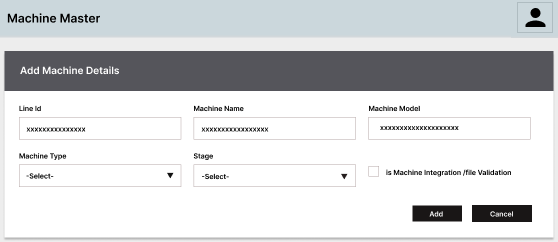 Machine Master
Add Machine Details
Line Id
Machine Name
Machine Model
xxxxxxxxxxxxxxx
xxxxxxxxxxxxxxxxx
xxxxxxxxxxxxxxxxxxxx
Machine Type
Stage
-Select-
-Select-
is Machine Integration /file Validation
Add
Cancel